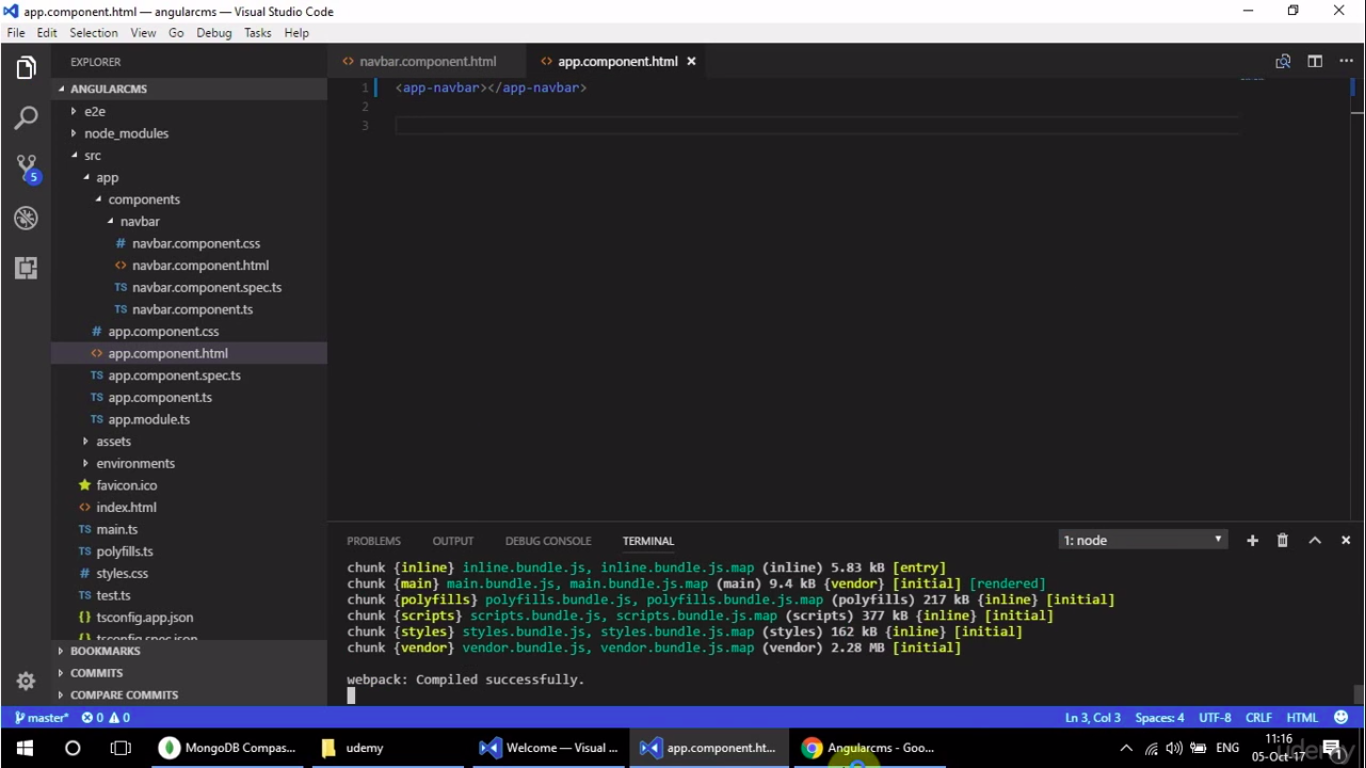 app.component.html — angularcms — Visual Studio Code
File Edit Selection View Go Debug Tasks Help
EXPLORER
ANGULARCMS
e2e
node_modules
src
app
components
navbar
navbar.component.css
navbar.component.html
navbar.component.spec.ts
navbar.component.ts
app.component.css
app.component.html
app.component.spec.ts
app.component.ts
app.module.ts
assets
environments
favicon.ico
index.html
main.ts
polyfills.ts
styles.css
test.ts
tsconfig.app.json
tsconfig.spec.json
BOOKMARKS
COMMITS
COMPARE COMMITS
5
navbar.component.html app.component.html
1 <app-navbar></app-navbar>
2
3
PROBLEMS OUTPUT DEBUG CONSOLE TERMINAL 1: node
chunk {inline} inline.bundle.js, inline.bundle.js.map (inline) 5.83 kB [entry]
chunk {main} main.bundle.js, main.bundle.js.map (main) 9.4 kB {vendor} [initial] [rendered]
chunk {polyfills} polyfills.bundle.js, polyfills.bundle.js.map (polyfills) 217 kB {inline} [initial]
chunk {scripts} scripts.bundle.js, scripts.bundle.js.map (scripts) 377 kB {inline} [initial]
chunk {styles} styles.bundle.js, styles.bundle.js.map (styles) 162 kB {inline} [initial]
chunk {vendor} vendor.bundle.js, vendor.bundle.js.map (vendor) 2.28 MB [initial]
webpack: Compiled successfully.
master* 0 0 Ln 3, Col 3 Spaces: 4 UTF-8 CRLF HTML
MongoDB Compas... udemy Welcome — Visual ... app.component.ht... Angularcms - Goo... ENG 11:16
05-Oct-17 1
udemy